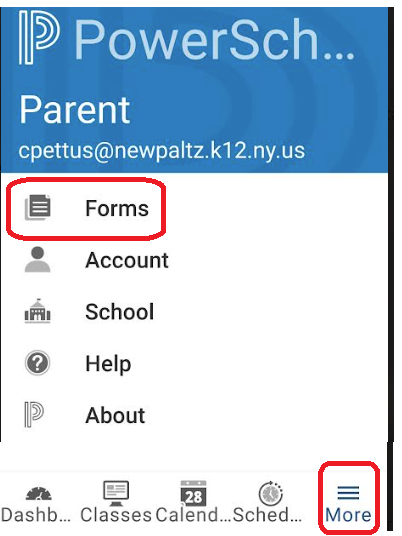 PowerSch...
Parent
cpettus@newpaltz.k12.ny.us
Forms
Account
School
Help
About
28
Dashb... Classes Calend... Sched... More